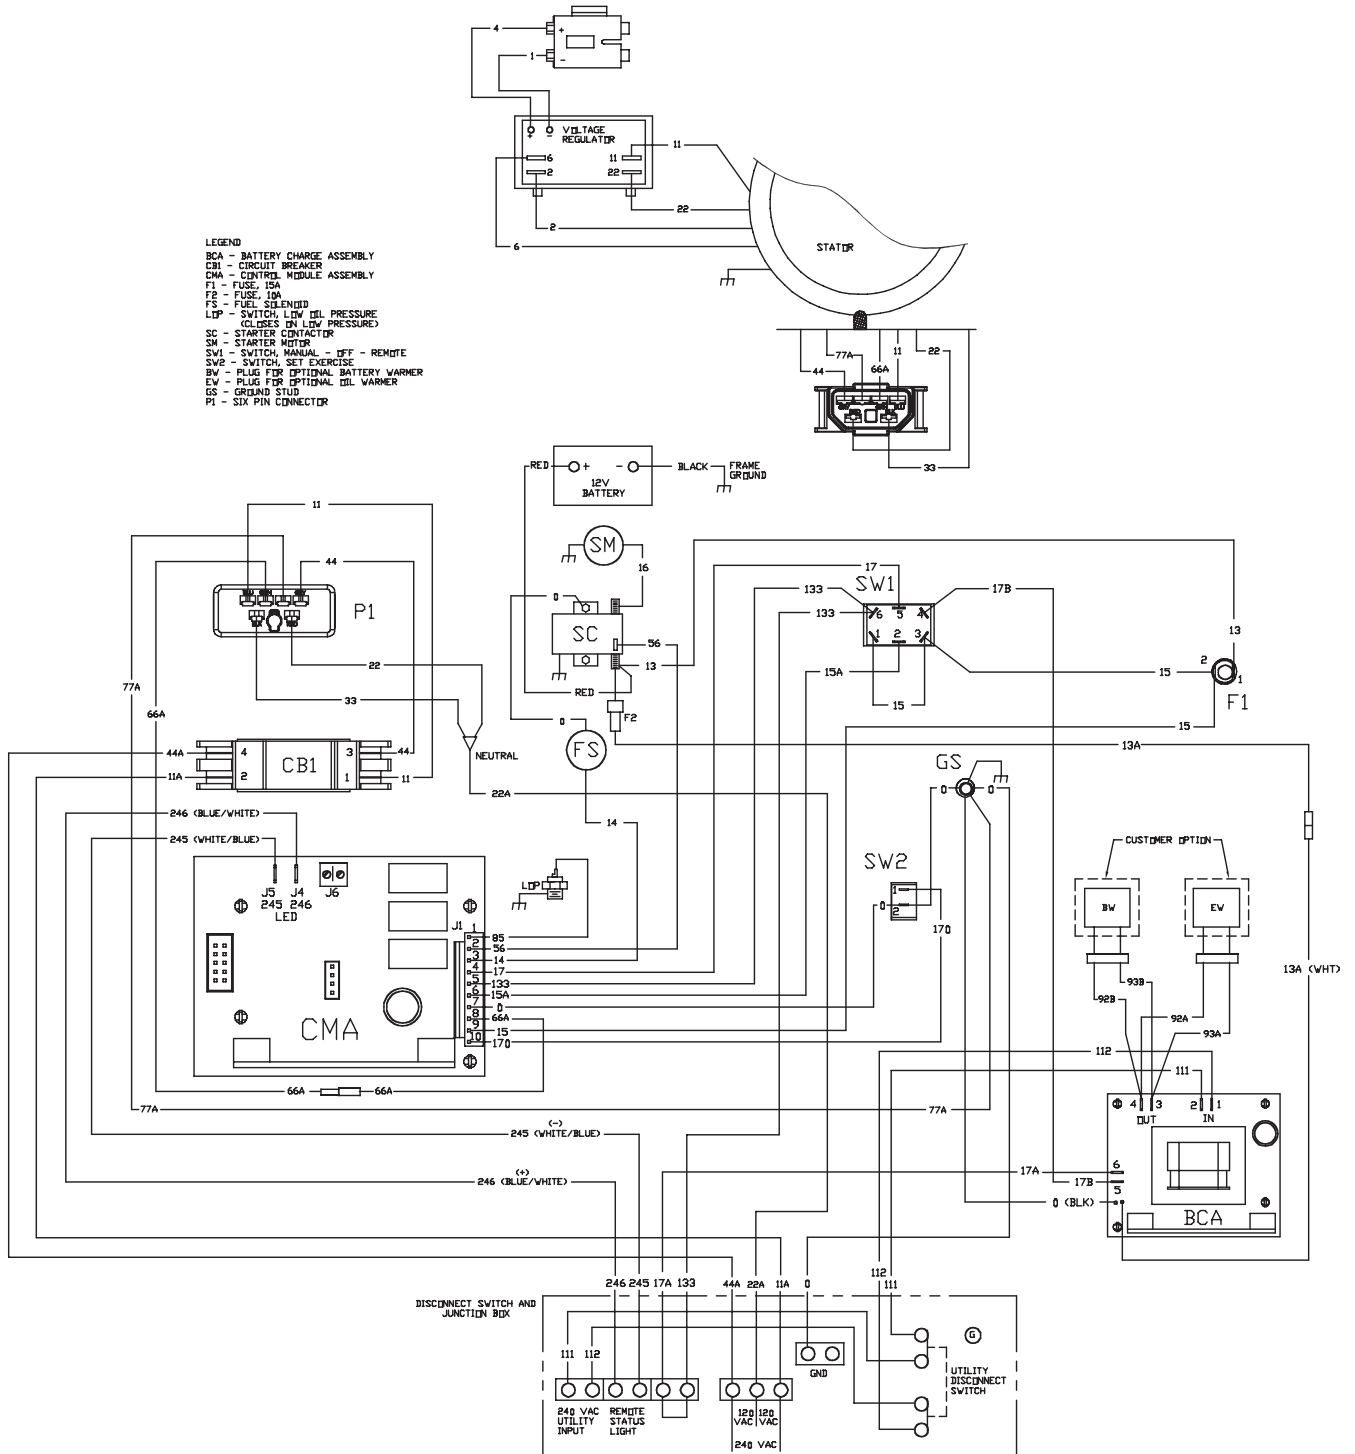 4
+
1
-
VOLTAGE
REGULATOR
+ -
6
11
2
22
11
22
2
6
STATOR
LEGEND
BCA - BATTERY CHARGE ASSEMBLY
CB1 - CIRCUIT BREAKER
CMA - CONTROL MODULE ASSEMBLY
F1 - FUSE, 15A
F2 - FUSE, 10A
FS - FUEL SOLENOID
LOP - SWITCH, LOW OIL PRESSURE
(CLOSES ON LOW PRESSURE)
SC - STARTER CONTACTOR
SM - STARTER MOTOR
SW1 - SWITCH, MANUAL - OFF - REMOTE
SW2 - SWITCH, SET EXERCISE
BW - PLUG FOR OPTIONAL BATTERY WARMER
EW - PLUG FOR OPTIONAL OIL WARMER
GS - GROUND STUD
P1 - SIX PIN CONNECTOR
44
77A
66A
11
22
33
RED
+ -
12V
BATTERY
BLACK
FRAME
GROUND
11
44
P1
22
33
77A
66A
SM
16
0
SC
56
13
RED
F2
0
FS
14
17
SW1
133
133
6 5 4
1 2 3
17B
15A
15
15
13
2
1
F1
15
13A
44A
4
3
44
11A
2
1
11
CB1
NEUTRAL
22A
GS
0
0
246 (BLUE/WHITE)
245 (WHITE/BLUE)
J5 J4 J6
245 246
LED
LOP
SW2
1
2
0
170
CUSTOMER OPTION
BW
EW
J1
1
2
3
4
5
6
7
8
9
10
85
56
14
17
133
15A
0
66A
15
170
CMA
93B
92B
92A
93A
13A (WHT)
112
111
66A
66A
77A
77A
(-)
245 (WHITE/BLUE)
(+)
246 (BLUE/WHITE)
4 3 2 1
OUT IN
17A
6
17B
5
0 (BLK)
BCA
246 245 17A 133 44A 22A 11A 0
112
111
DISCONNECT SWITCH AND
JUNCTION BOX
111 112
G
GND
UTILITY
DISCONNECT
SWITCH
240 VAC
UTILITY
INPUT
REMOTE
STATUS
LIGHT
120
VAC
120
VAC
240 VAC